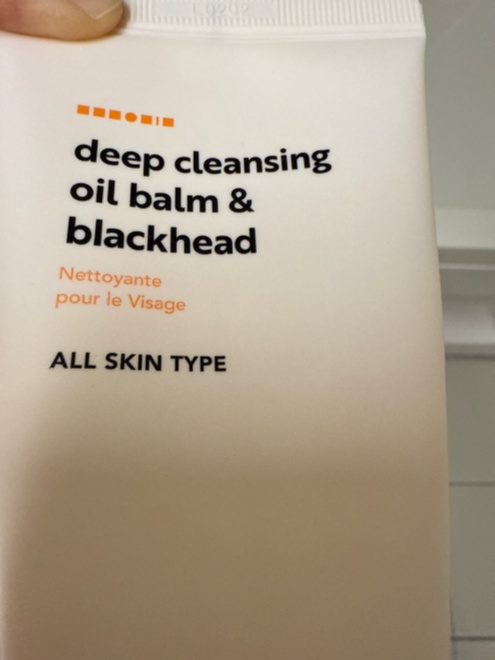 deep cleansing
oil balm &
blackhead
Nettoyante
pour le Visage
ALL SKIN TYPE